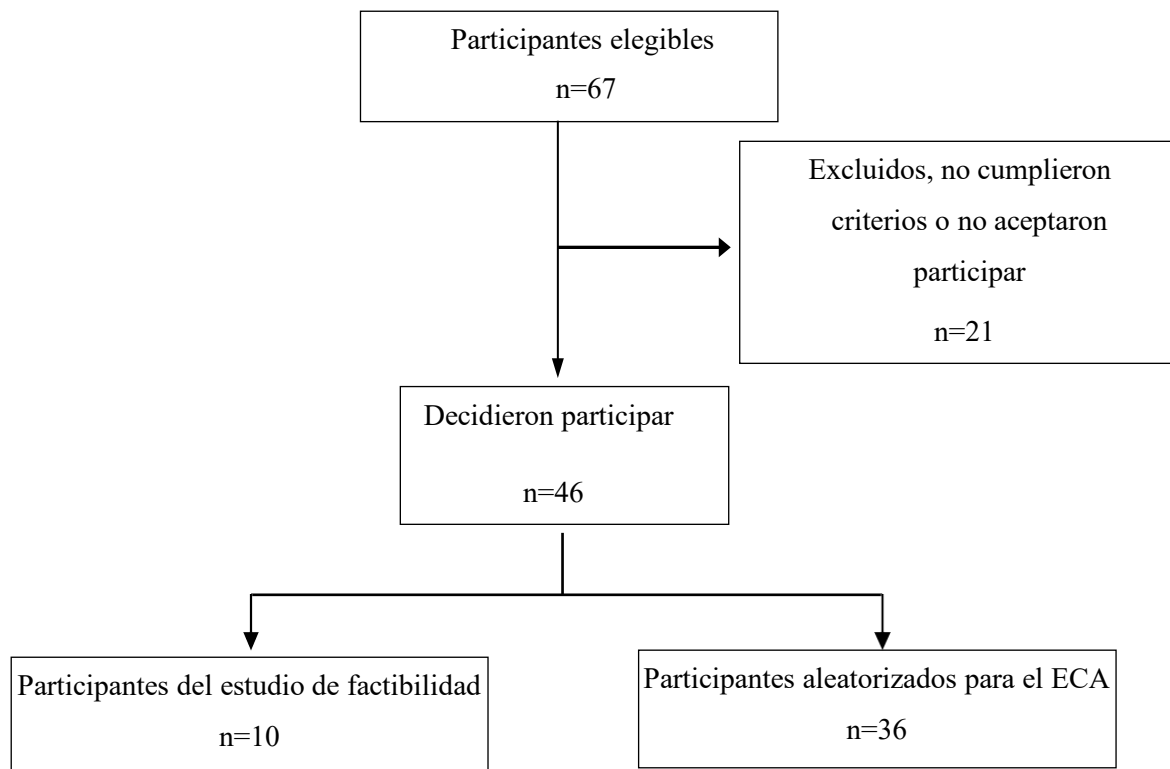 Participantes elegibles
n=67
Excluidos, no cumplieron
criterios o no aceptaron
participar
n=21
Decidieron participar
n=46
Participantes del estudio de factibilidad
n=10
Participantes aleatorizados para el ECA
n=36